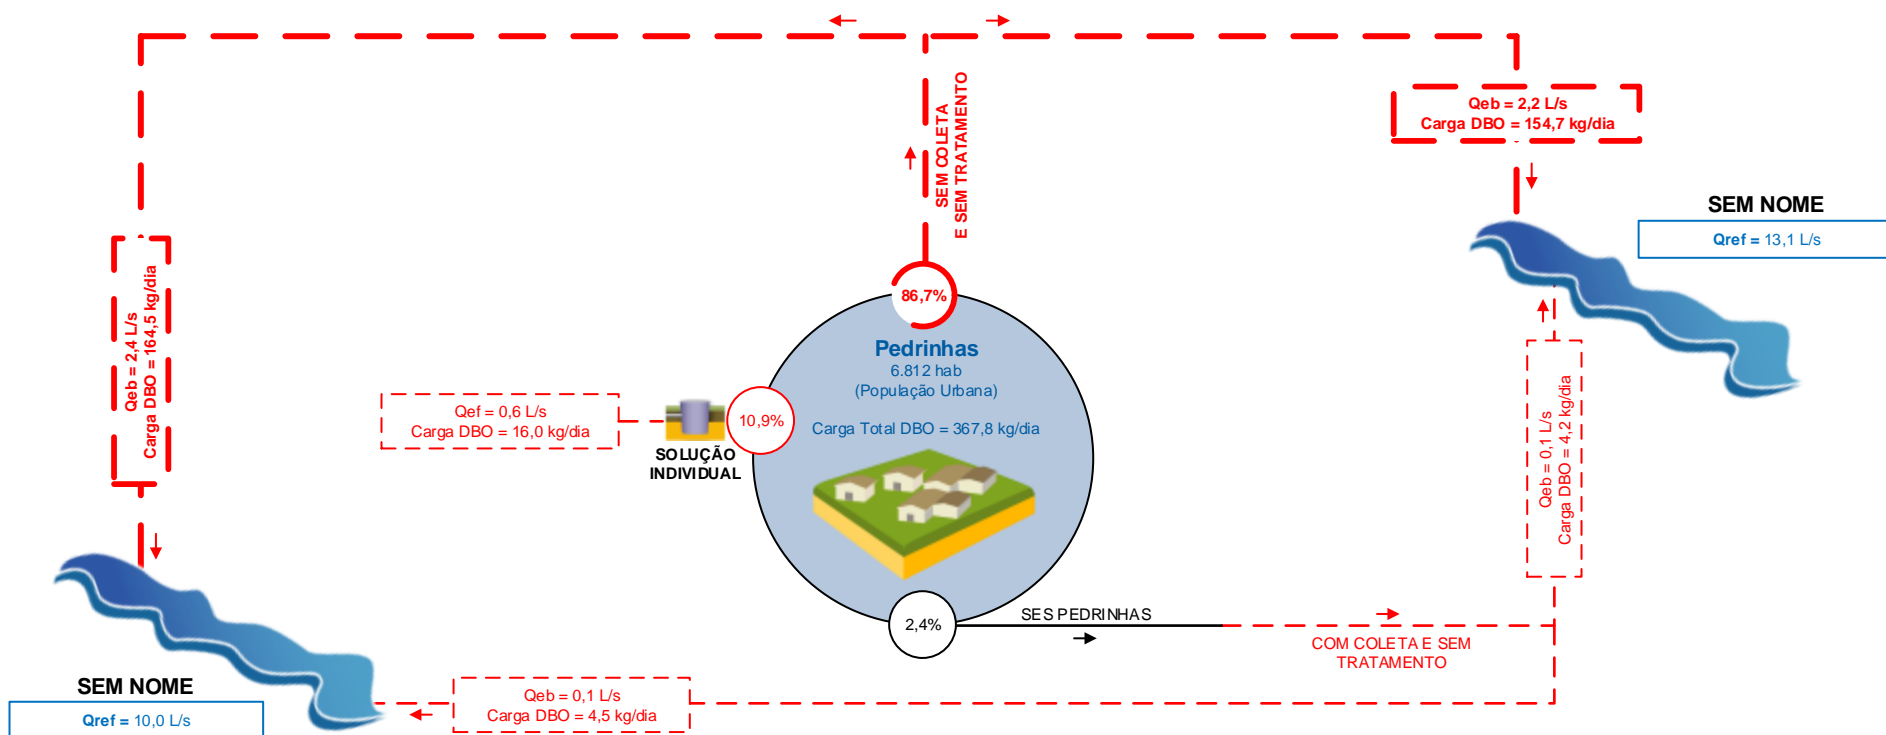 SEM COLETA
E SEM TRATAMENTO
Qeb = 2,2 L/s
Carga DBO = 154,7 kg/dia
SEM NOME
Qref = 13,1 L/s
Qeb = 2,4 L/s
Carga DBO = 164,5 kg/dia
86,7%
Pedrinhas
6.812 hab
(População Urbana)
Carga Total DBO = 367,8 kg/dia
10,9%
Qef = 0,6 L/s
Carga DBO = 16,0 kg/dia
SOLUÇÃO
INDIVIDUAL
Qeb = 0,1 L/s
Carga DBO = 4,2 kg/dia
2,4%
SES PEDRINHAS
COM COLETA E SEM
TRATAMENTO
SEM NOME
Qref = 10,0 L/s
Qeb = 0,1 L/s
Carga DBO = 4,5 kg/dia